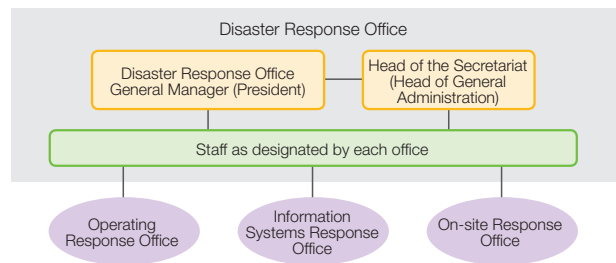 Disaster Response Office
Disaster Response Office
General Manager (President)
Head of the Secretariat
(Head of General
Administration)
Staff as designated by each office
Operating
Response Office
Information
Systems Response
Office
On-site Response
Office